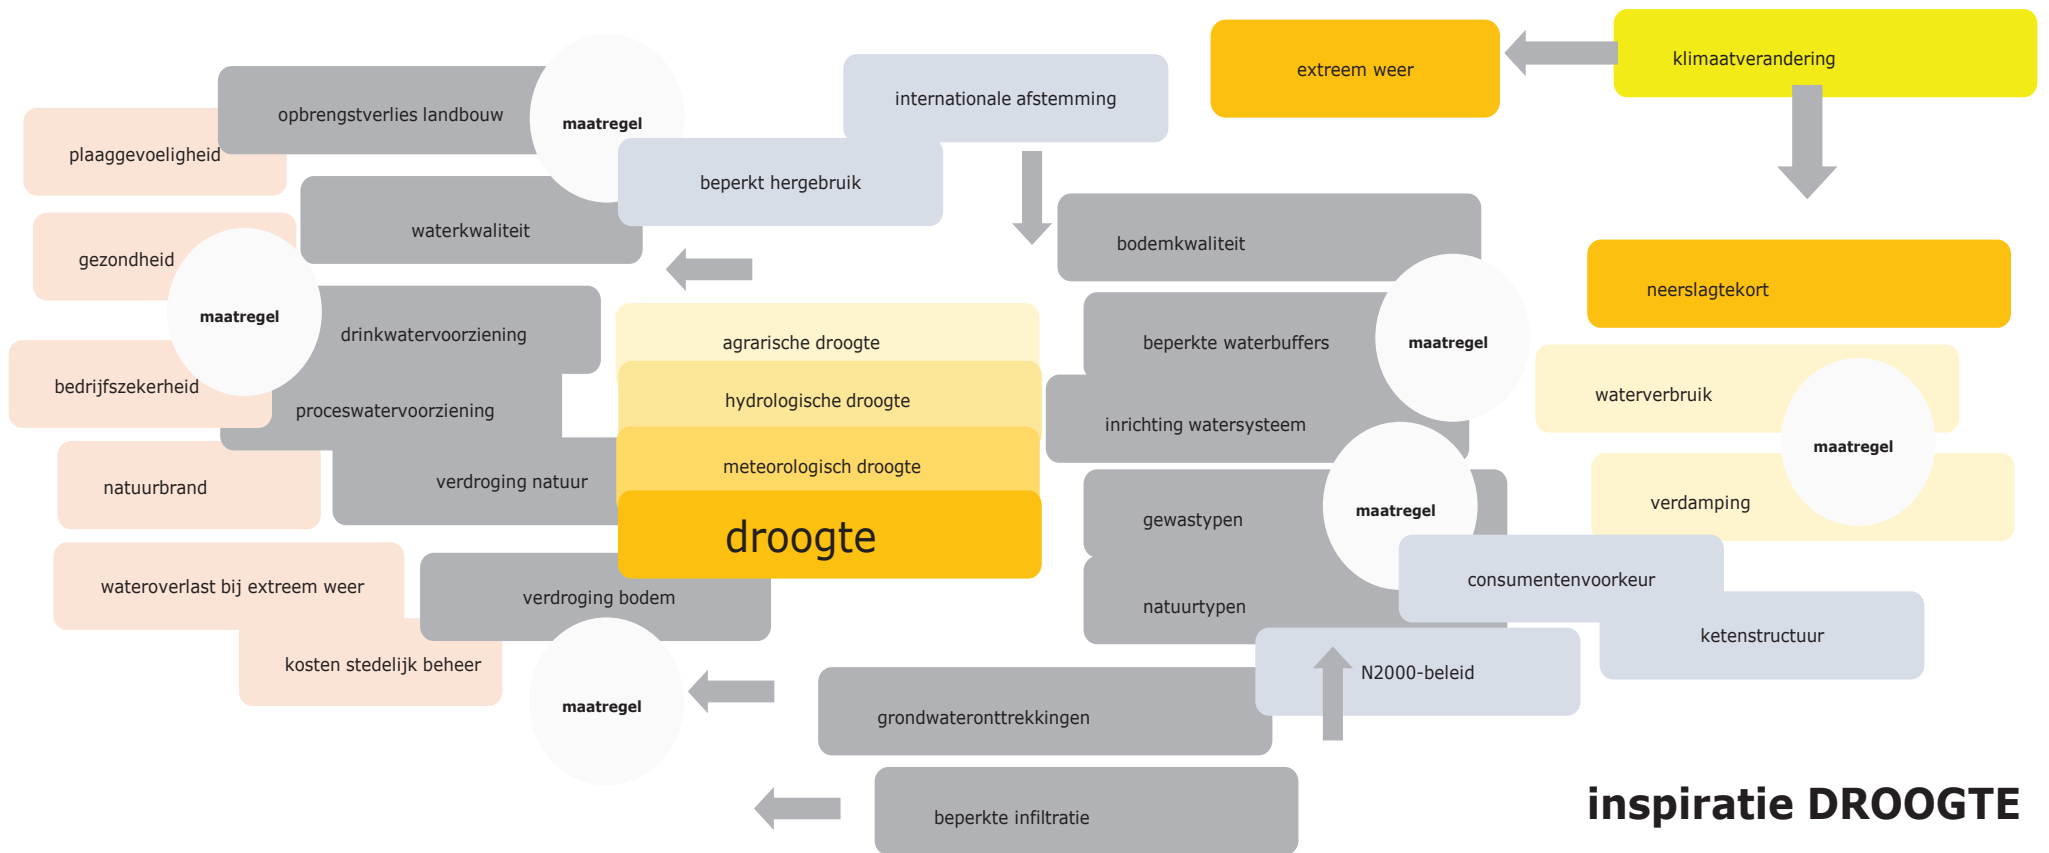 klimaatverandering
extreem weer
internationale afstemming
opbrengstverlies landbouw
maatregel
plaaggevoeligheid
beperkt hergebruik
waterkwaliteit
bodemkwaliteit
gezondheid
neerslagtekort
maatregel
drinkwatervoorziening
agrarische droogte
beperkte waterbuffers
maatregel
bedrijfszekerheid
waterverbruik
hydrologische droogte
proceswatervoorziening
inrichting watersysteem
maatregel
meteorologisch droogte
verdroging natuur
natuurbrand
verdamping
maatregel
gewastypen
droogte
consumentenvoorkeur
wateroverlast bij extreem weer
verdroging bodem
natuurtypen
ketenstructuur
kosten stedelijk beheer
N2000-beleid
maatregel
grondwateronttrekkingen
beperkte infiltratie
inspiratie DROOGTE